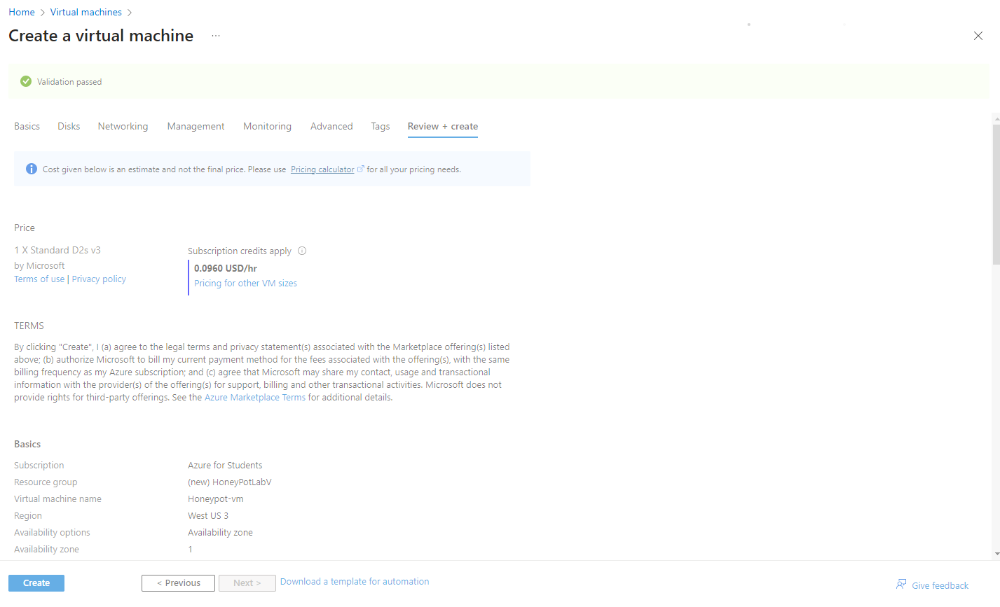 Home > Virtual machines >
Create a virtual machine ...
Validation passed
Basics Disks Networking Management Monitoring Advanced Tags Review + create
Cost given below is an estimate and not the final price. Please use Pricing calculator for all your pricing needs.
Price
1 X Standard D2s v3
by Microsoft
Terms of use | Privacy policy
Subscription credits apply
0.0960 USD/hr
Pricing for other VM sizes
TERMS
By clicking "Create", I (a) agree to the legal terms and privacy statement(s) associated with the Marketplace offering(s) listed
above; (b) authorize Microsoft to bill my current payment method for the fees associated with the offering(s), with the same
billing frequency as my Azure subscription; and (c) agree that Microsoft may share my contact, usage and transactional
information with the provider(s) of the offering(s) for support, billing and other transactional activities. Microsoft does not
provide rights for third-party offerings. See the Azure Marketplace Terms for additional details.
Basics
Subscription Azure for Students
Resource group (new) HoneyPotLabV
Virtual machine name Honeypot-vm
Region West US 3
Availability options Availability zone
Availability zone 1
Create < Previous Next > Download a template for automation Give feedback